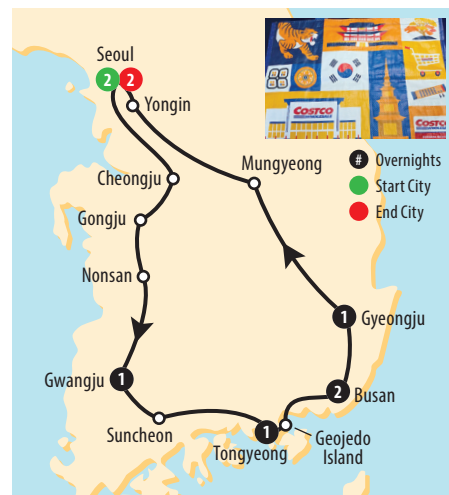 Seoul
2
2
Yongin
Cheongju
Mungyeong
Gongju
Nonsan
1
Gyeongju
1
Gwangju
2
Busan
Suncheon
1
Tongyeong
Geojedo
Island
COSTCO
COSTCO
# Overnights
Start City
End City